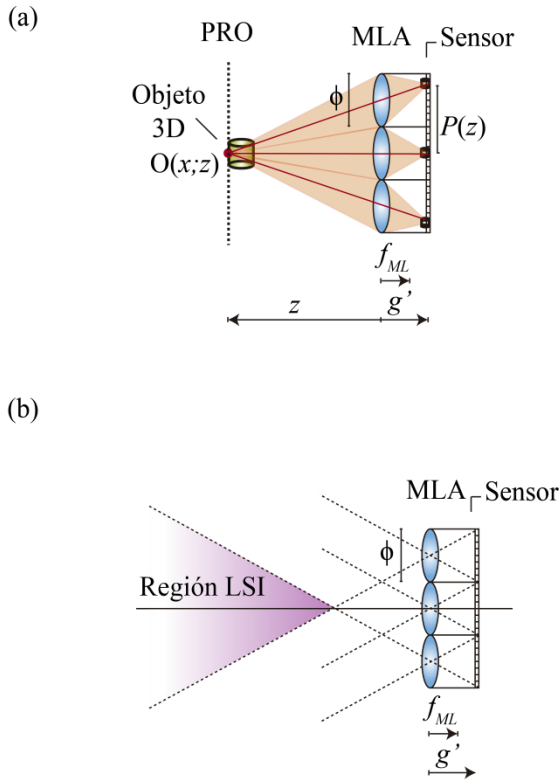 (a)
PRO
MLA
Sensor
Objeto
3D
O(x;z)
ϕ
P(z)
f_ML
z
g'
(b)
MLA
Sensor
ϕ
Región LSI
f_ML
g'